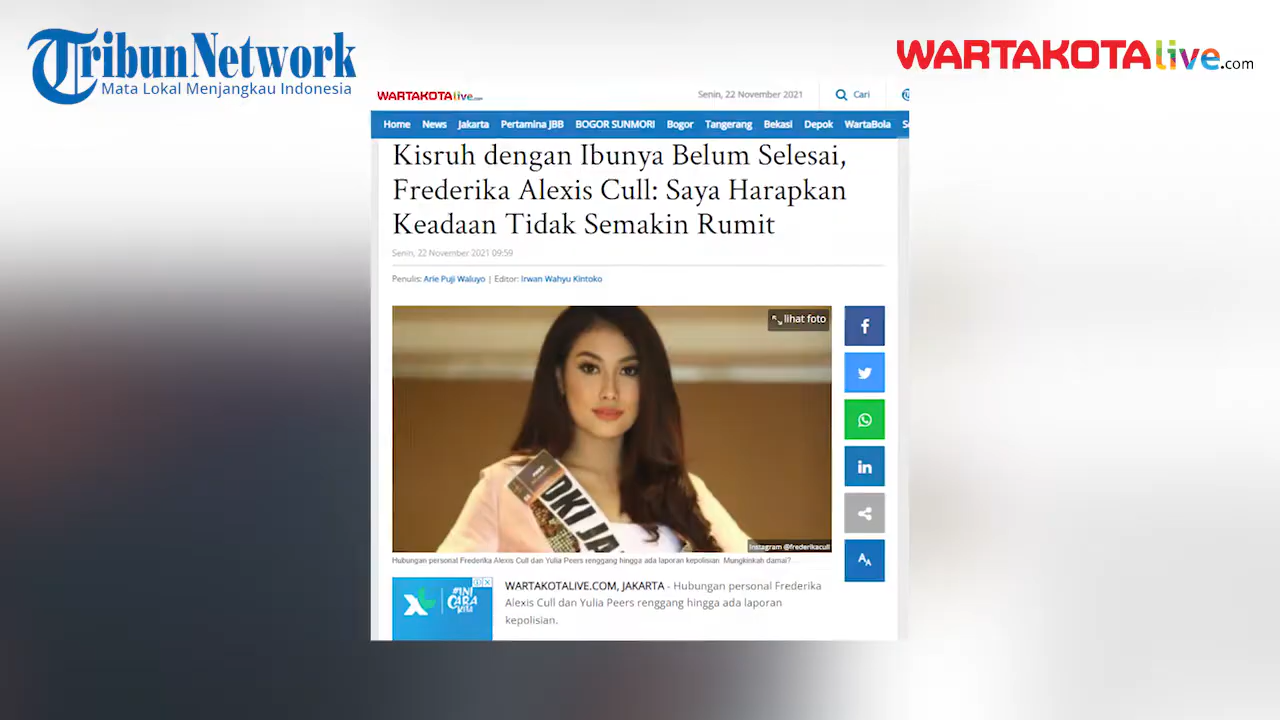 TribunNetwork
Mata Lokal Menjangkau Indonesia
WARTAKOTAlive.com
WARTAKOTAlive.com
Senin, 22 November 2021
Cari
Home News Jakarta Pertamina JBB BOGOR SUNMORI Bogor Tangerang Bekasi Depok WartaBola
Kisruh dengan Ibunya Belum Selesai,
Frederika Alexis Cull: Saya Harapkan
Keadaan Tidak Semakin Rumit
Senin, 22 November 2021 09:59
Penulis: Arie Puji Waluyo | Editor: Irwan Wahyu Kintoko
lihat foto
DKI JA
Instagram @frederikacull
Hubungan personal Frederika Alexis Cull dan Yulia Peers renggang hingga ada laporan kepolisian. Mungkinkah damai?
XL
#INI CARA KITA
WARTAKOTALIVE.COM, JAKARTA - Hubungan personal Frederika
Alexis Cull dan Yulia Peers renggang hingga ada laporan
kepolisian.